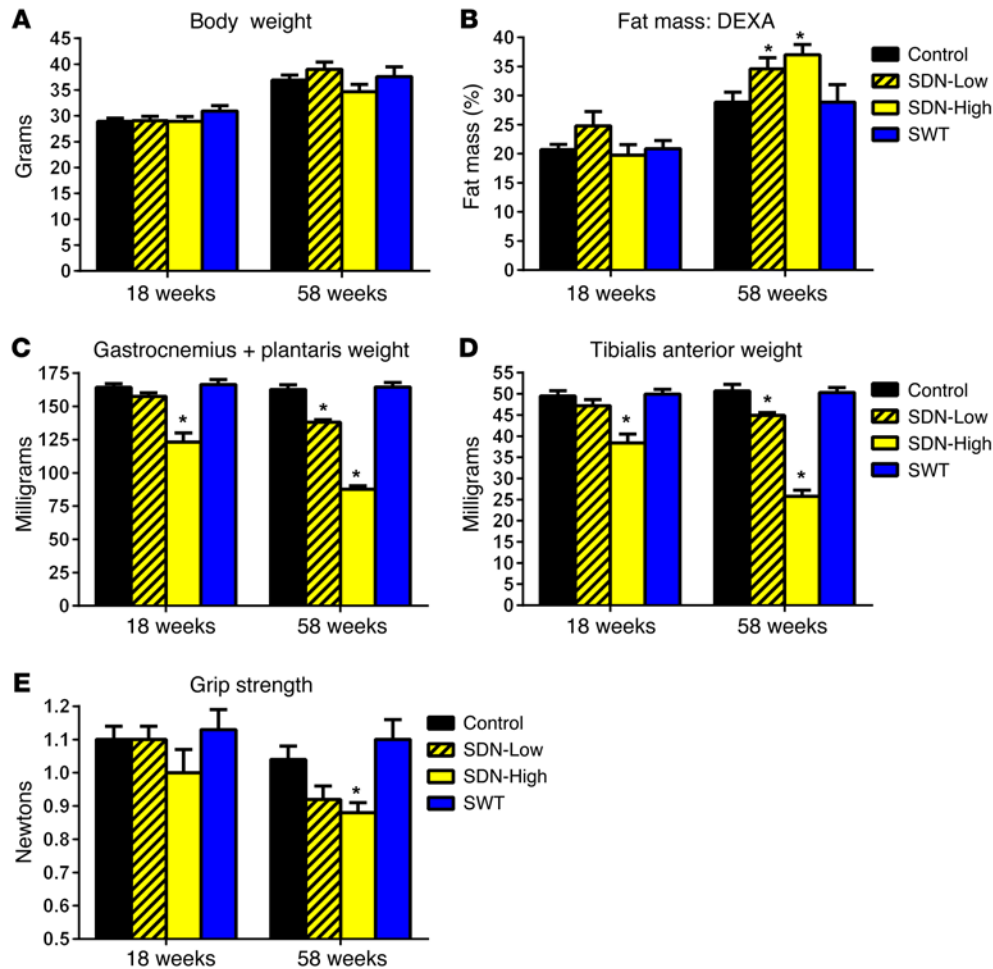 A
Body weight
Grams
45
40
35
30
25
20
15
10
5
0
18 weeks
58 weeks
B
Fat mass: DEXA
Fat mass (%)
40
35
30
25
20
15
10
5
0
*
*
18 weeks
58 weeks
Control
SDN-Low
SDN-High
SWT
C
Gastrocnemius + plantaris weight
Milligrams
175
150
125
100
75
50
25
0
*
*
*
18 weeks
58 weeks
D
Tibialis anterior weight
Milligrams
55
50
45
40
35
30
25
20
15
10
5
0
*
*
*
18 weeks
58 weeks
Control
SDN-Low
SDN-High
SWT
E
Grip strength
Newtons
1.2
1.1
1.0
0.9
0.8
0.7
0.6
0.5
*
18 weeks
58 weeks
Control
SDN-Low
SDN-High
SWT